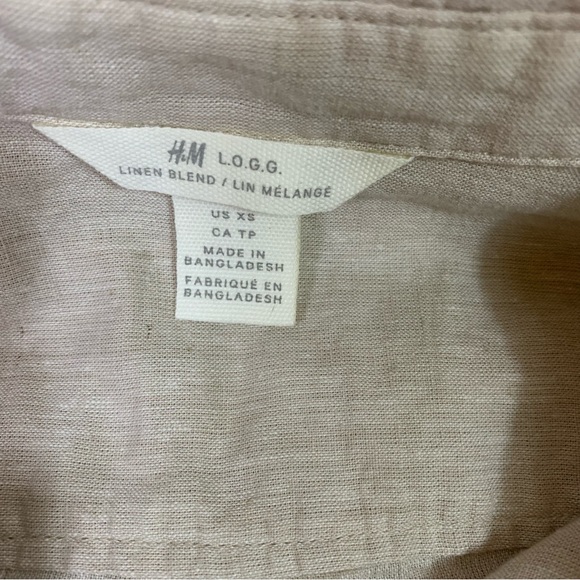 H&M L.O.G.G.
LINEN BLEND / LIN MÉLANGÉ
US XS
CA TP
MADE IN
BANGLADESH
FABRIQUÉ EN
BANGLADESH